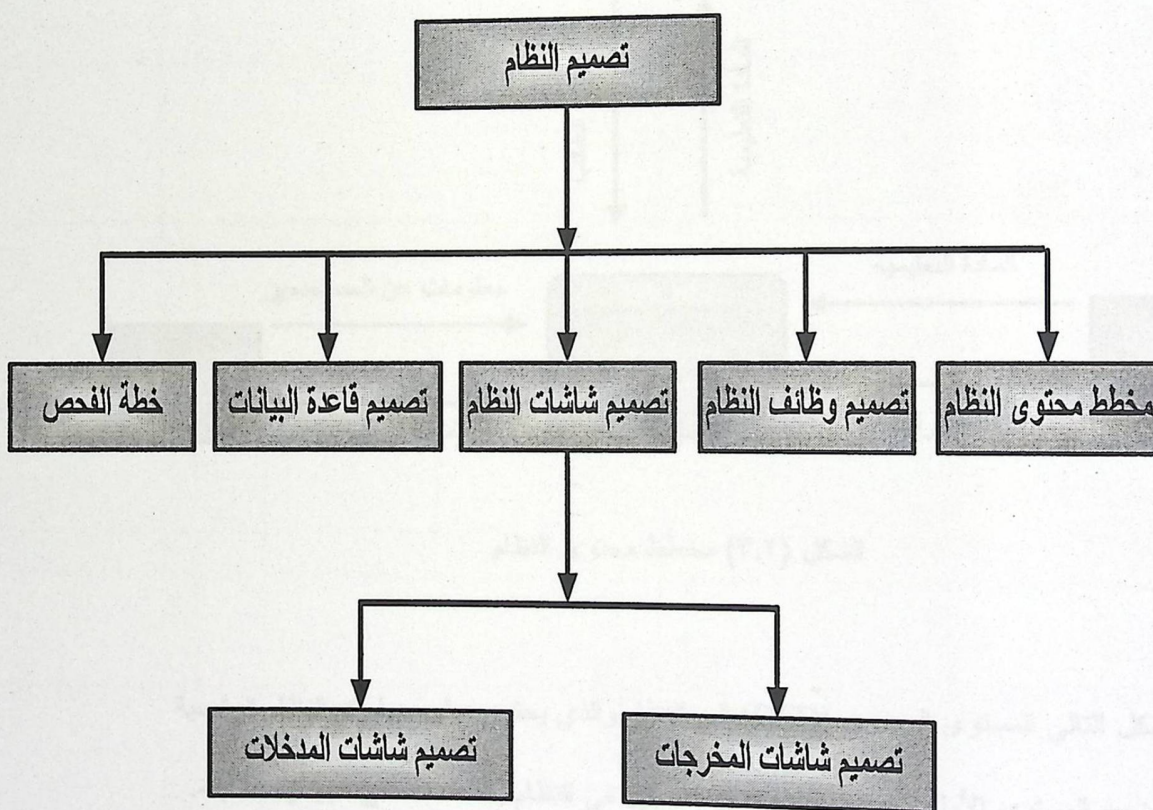 تصميم النظام
مخطط محتوى النظام
تصميم وظائف النظام
تصميم شاشات النظام
تصميم قاعدة البيانات
خطة الفحص
تصميم شاشات المخرجات
تصميم شاشات المدخلات